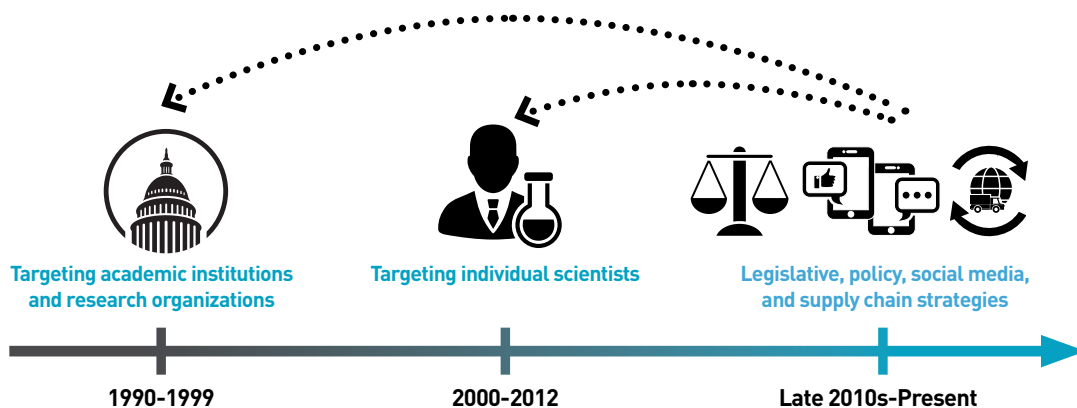 Targeting academic institutions
and research organizations
Targeting individual scientists
Legislative, policy, social media,
and supply chain strategies
1990-1999
2000-2012
Late 2010s-Present